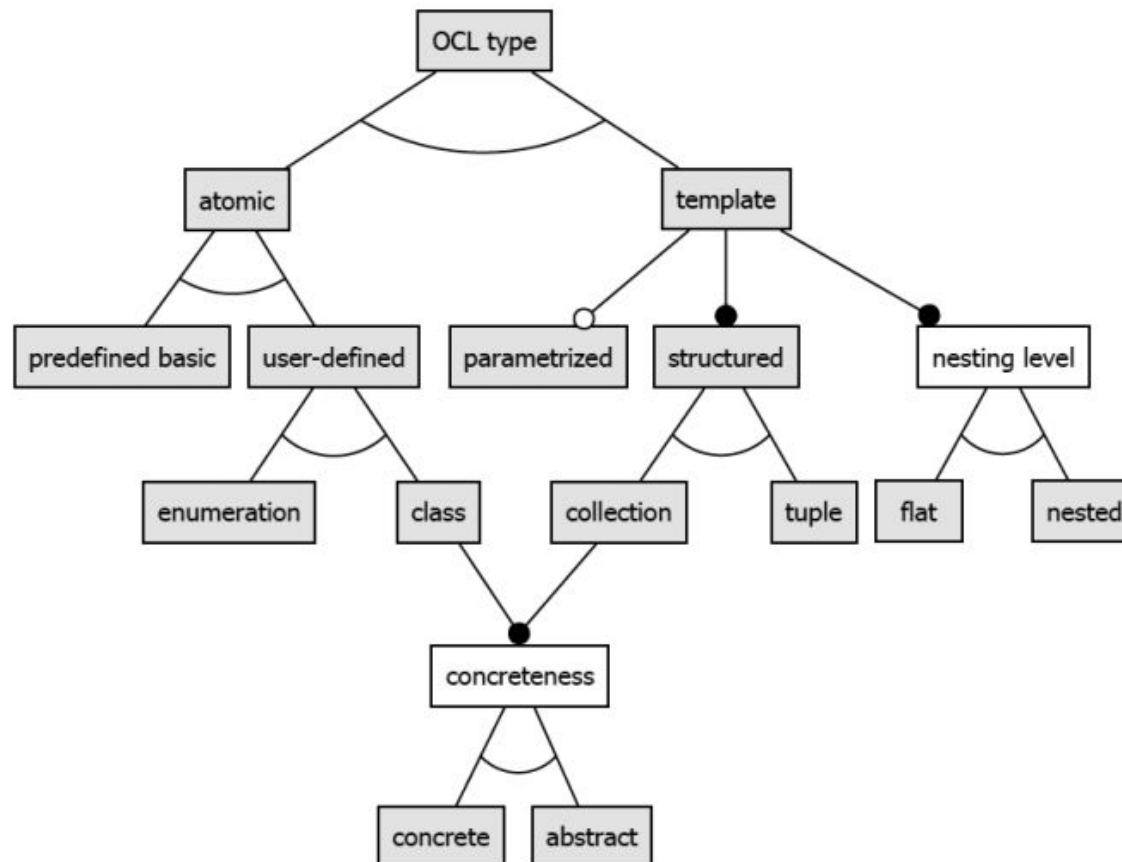 OCL type
atomic
template
predefined basic
user-defined
parametrized
structured
nesting level
enumeration
class
collection
tuple
flat
nested
concreteness
concrete
abstract